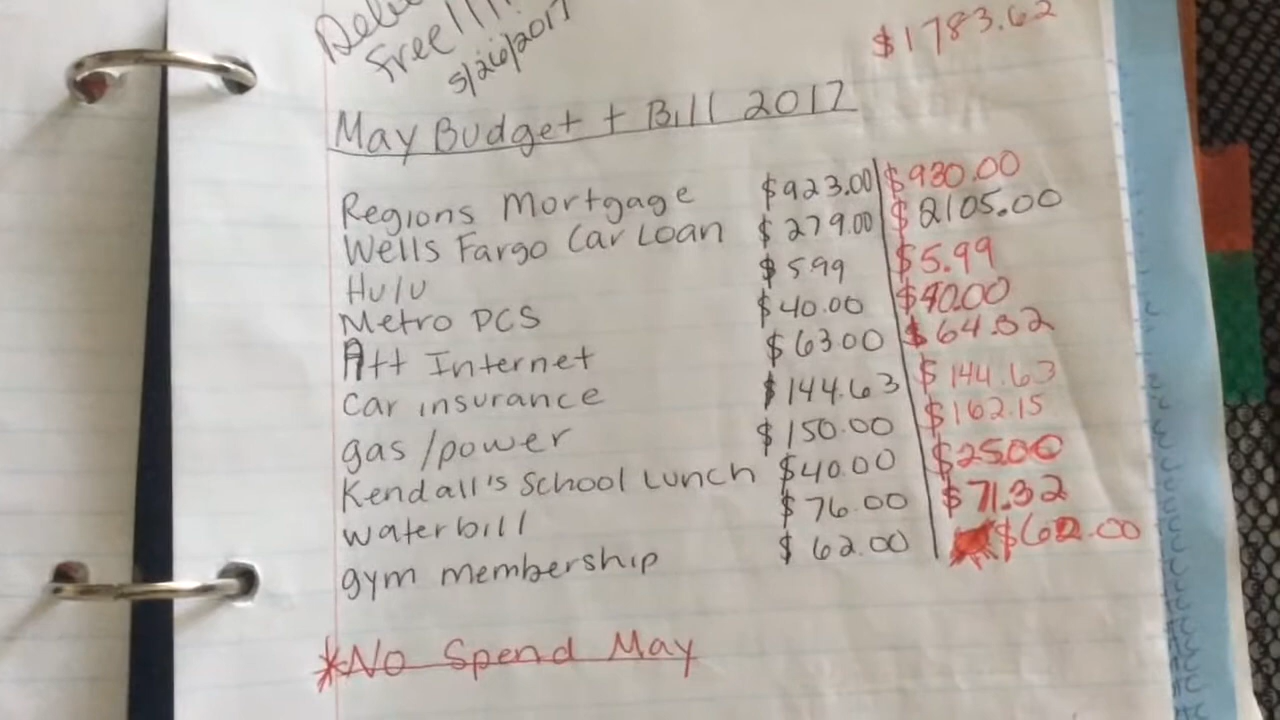 Free!!!
5/26/2017
$1783.62
May Budget + Bill 2017
Regions Mortgage $923.00 $930.00
Wells Fargo Car Loan $279.00 $2105.00
Hulu $5.99 $5.99
Metro PCS $40.00 $40.00
Att Internet $63.00 $64.32
Car insurance $144.63 $144.63
gas/power $150.00 $162.15
Kendall's School Lunch $40.00 $25.00
waterbill $76.00 $71.32
gym membership $62.00 $62.00
*No Spend May